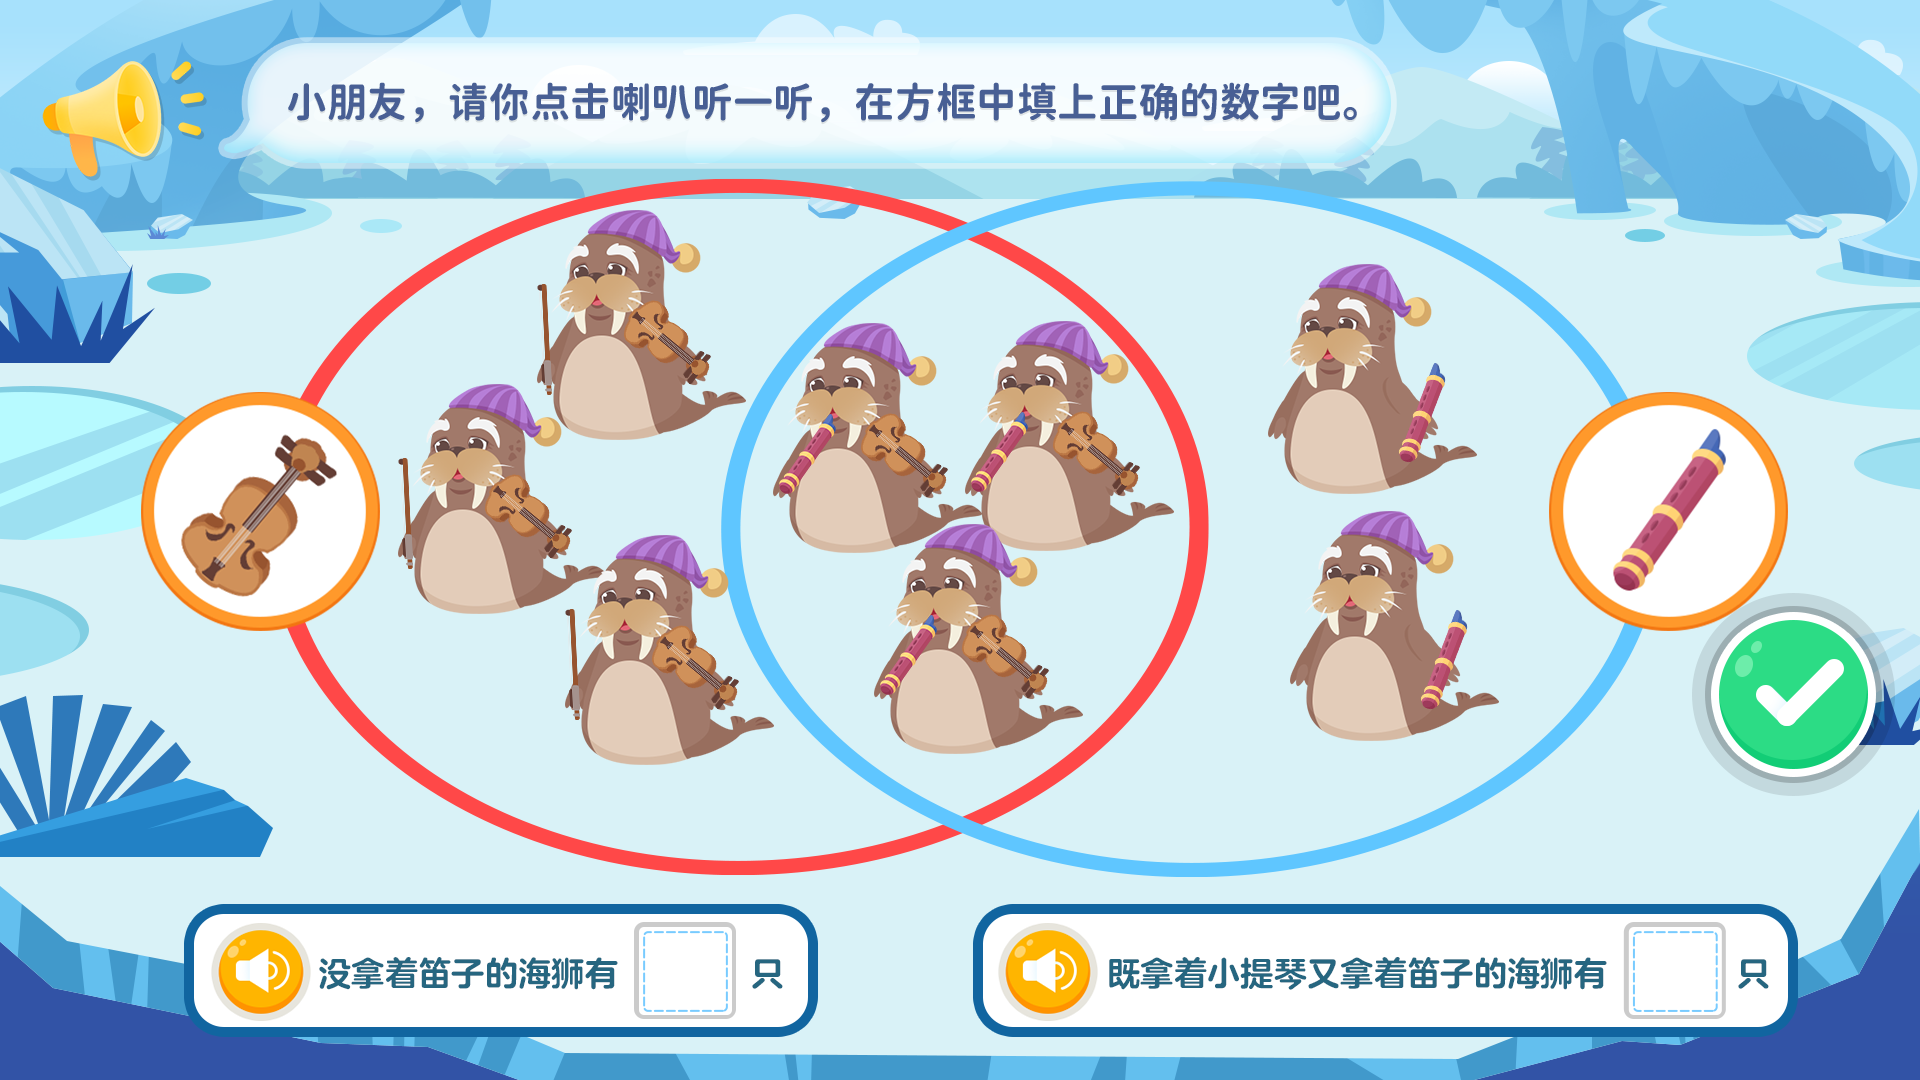 小朋友，请你点击喇叭听一听，在方框中填上正确的数字吧。
没拿着笛子的海狮有 只
既拿着小提琴又拿着笛子的海狮有 只